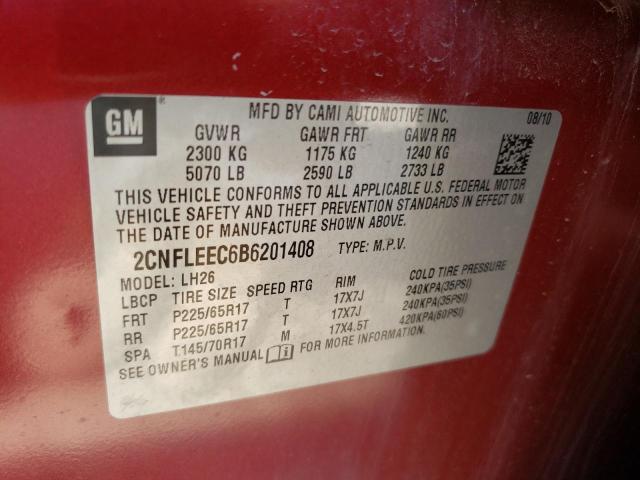 GM
MFD BY CAMI AUTOMOTIVE INC. 08/10
GVWR GAWR FRT GAWR RR
2300 KG 1175 KG 1240 KG
5070 LB 2590 LB 2733 LB
THIS VEHICLE CONFORMS TO ALL APPLICABLE U.S. FEDERAL MOTOR
VEHICLE SAFETY AND THEFT PREVENTION STANDARDS IN EFFECT ON
THE DATE OF MANUFACTURE SHOWN ABOVE.
2CNFLEEC6B6201408 TYPE: M.P.V.
MODEL: LH26
LBCP TIRE SIZE SPEED RTG RIM COLD TIRE PRESSURE
FRT P225/65R17 T 17X7J 240KPA(35PSI)
RR P225/65R17 T 17X7J 240KPA(35PSI)
SPA T145/70R17 M 17X4.5T 420KPA(60PSI)
SEE OWNER'S MANUAL FOR MORE INFORMATION.